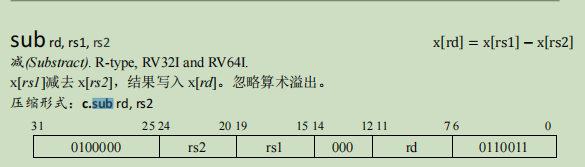 sub rd, rs1, rs2 x[rd] = x[rs1] − x[rs2]
减(Substract). R-type, RV32I and RV64I.
x[rs1]减去 x[rs2]，结果写入 x[rd]。忽略算术溢出。
压缩形式：c.sub rd, rs2
31 25 24 20 19 15 14 12 11 7 6 0
0100000 rs2 rs1 000 rd 0110011